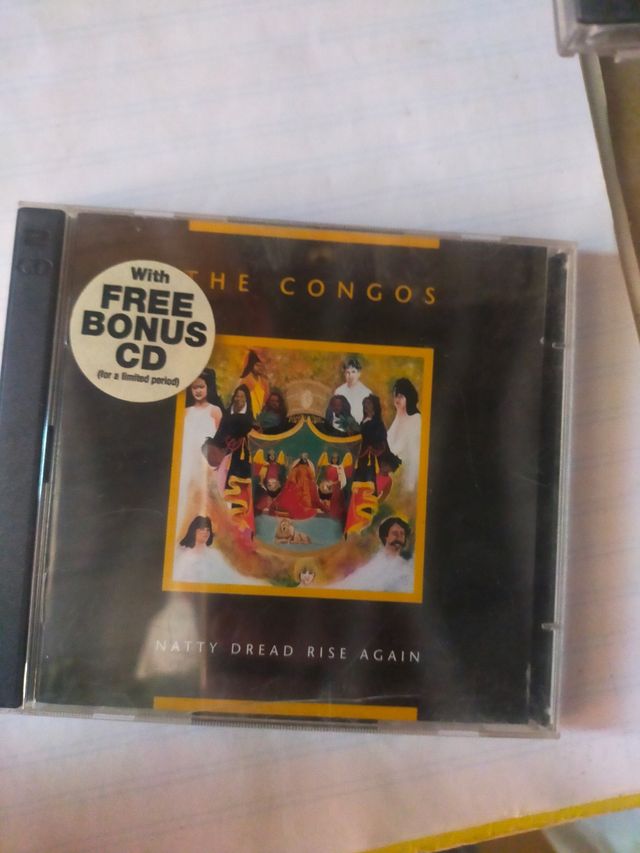 THE CONGOS
With
FREE
BONUS
CD
(for a limited period)
NATTY DREAD RISE AGAIN